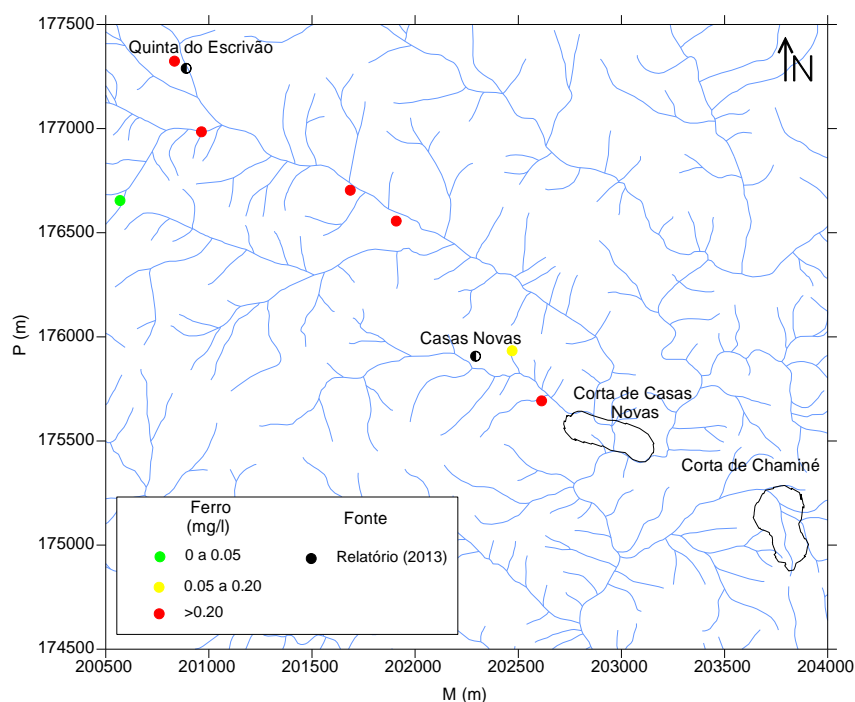 177500
Quinta do Escrivão
N
177000
176500
P (m)
176000
Casas Novas
Corta de Casas
Novas
175500
Corta de Chaminé
Ferro
(mg/l)
Fonte
0 a 0.05
Relatório (2013)
0.05 a 0.20
>0.20
175000
174500
200500
201000
201500
202000
202500
203000
203500
204000
M (m)